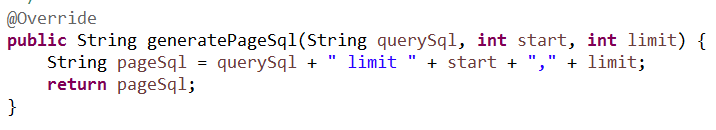 @Override
public String generatePageSql(String querySql, int start, int limit) {
    String pageSql = querySql + " limit " + start + "," + limit;
    return pageSql;
}